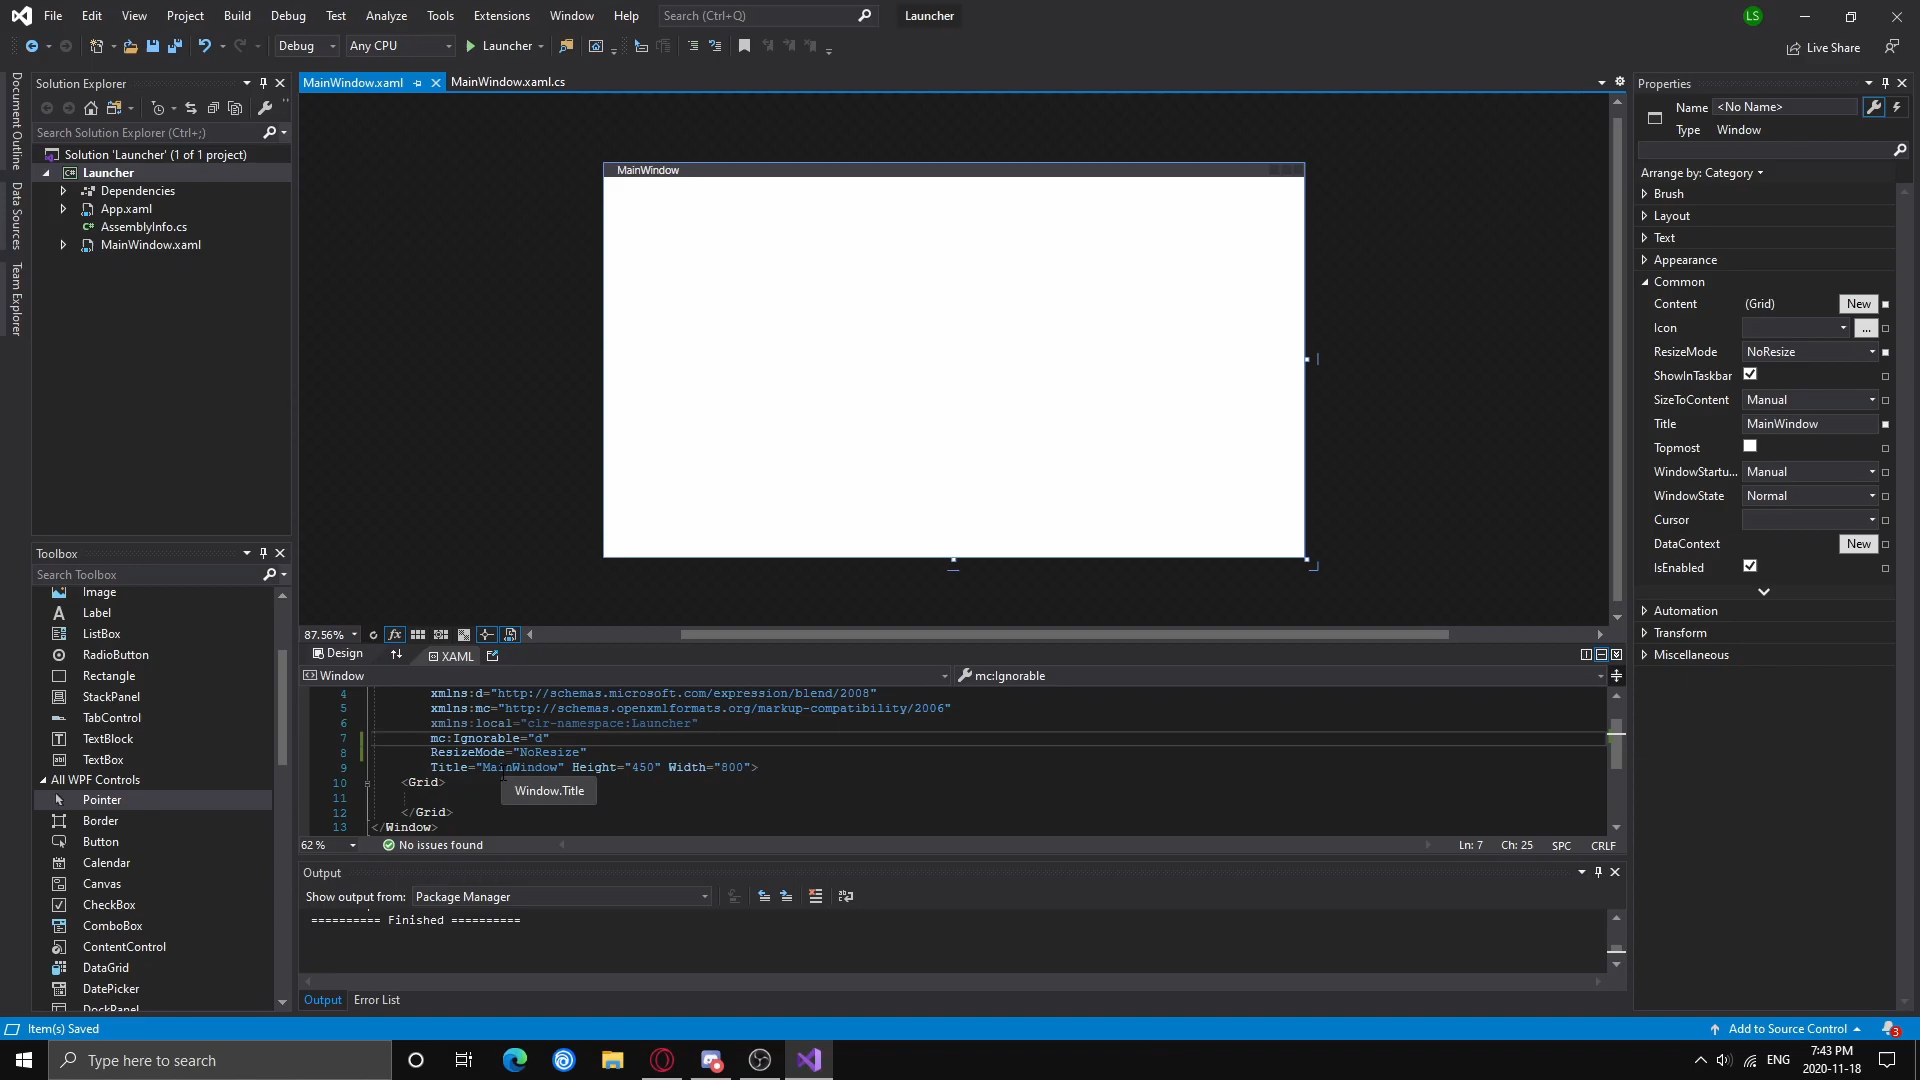 File Edit View Project Build Debug Test Analyze Tools Extensions Window Help Search (Ctrl+Q) Launcher LS
Debug Any CPU Launcher Live Share
Document Outline
Data Sources
Team Explorer
Solution Explorer
Search Solution Explorer (Ctrl+;)
Solution 'Launcher' (1 of 1 project)
C# Launcher
Dependencies
App.xaml
C# AssemblyInfo.cs
MainWindow.xaml
Toolbox
Search Toolbox
Image
Label
ListBox
RadioButton
Rectangle
StackPanel
TabControl
TextBlock
TextBox
All WPF Controls
Pointer
Border
Button
Calendar
Canvas
CheckBox
ComboBox
ContentControl
DataGrid
DatePicker
DockPanel
MainWindow.xaml MainWindow.xaml.cs
MainWindow
87.56% fx
Design XAML
Window mc:Ignorable
4 xmlns:d="http://schemas.microsoft.com/expression/blend/2008"
5 xmlns:mc="http://schemas.openxmlformats.org/markup-compatibility/2006"
6 xmlns:local="clr-namespace:Launcher"
7 mc:Ignorable="d"
8 ResizeMode="NoResize"
9 Title="MainWindow" Height="450" Width="800">
10 <Grid>
Window.Title
11
12 </Grid>
13 </Window>
62 % No issues found Ln: 7 Ch: 25 SPC CRLF
Output
Show output from: Package Manager
========== Finished ==========
Output Error List
Properties
Name <No Name>
Type Window
Arrange by: Category
Brush
Layout
Text
Appearance
Common
Content (Grid) New
Icon ...
ResizeMode NoResize
ShowInTaskbar
SizeToContent Manual
Title MainWindow
Topmost
WindowStartu... Manual
WindowState Normal
Cursor
DataContext New
IsEnabled
Automation
Transform
Miscellaneous
Item(s) Saved Add to Source Control 3
Type here to search ENG 7:43 PM
2020-11-18